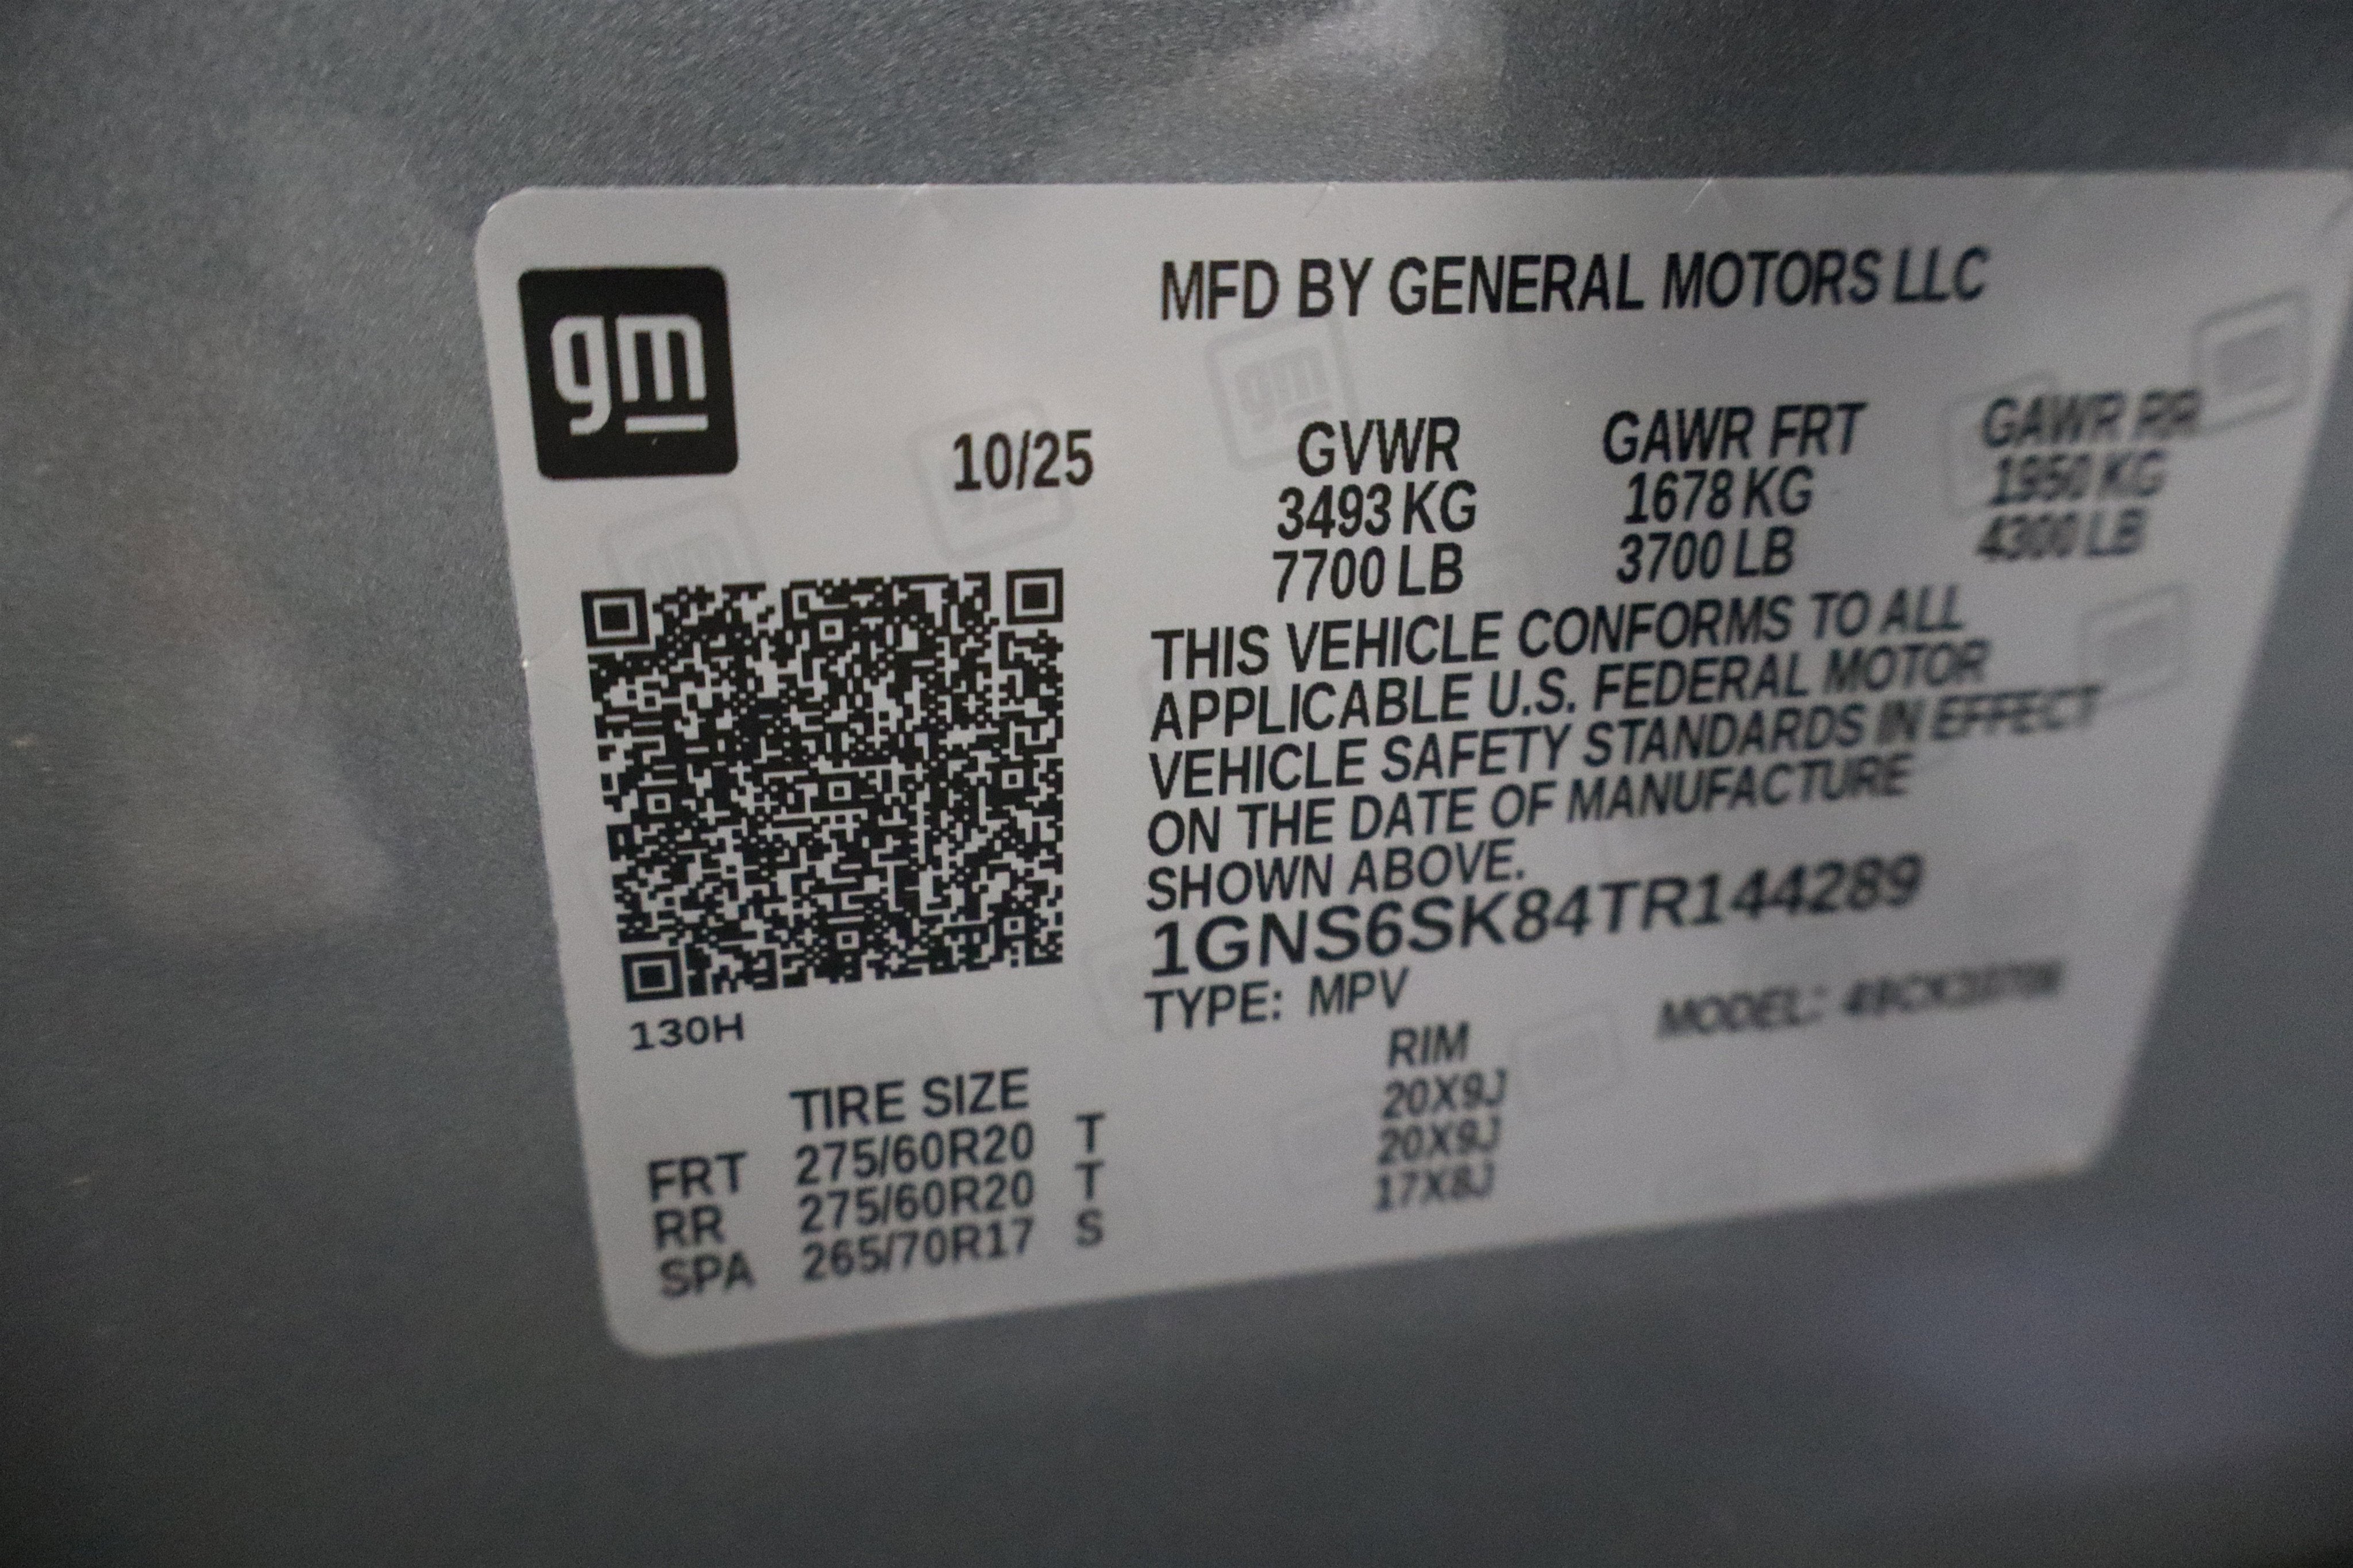 gm
MFD BY GENERAL MOTORS LLC
10/25
GVWR GAWR FRT GAWR RR
3493 KG 1678 KG 1950 KG
7700 LB 3700 LB 4300 LB
THIS VEHICLE CONFORMS TO ALL
APPLICABLE U.S. FEDERAL MOTOR
VEHICLE SAFETY STANDARDS IN EFFECT
ON THE DATE OF MANUFACTURE
SHOWN ABOVE.
1GNS6SK84TR144289
TYPE: MPV MODEL:
130H
TIRE SIZE RIM
FRT 275/60R20 T 20X9J
RR 275/60R20 T 20X9J
SPA 265/70R17 S 17X8J